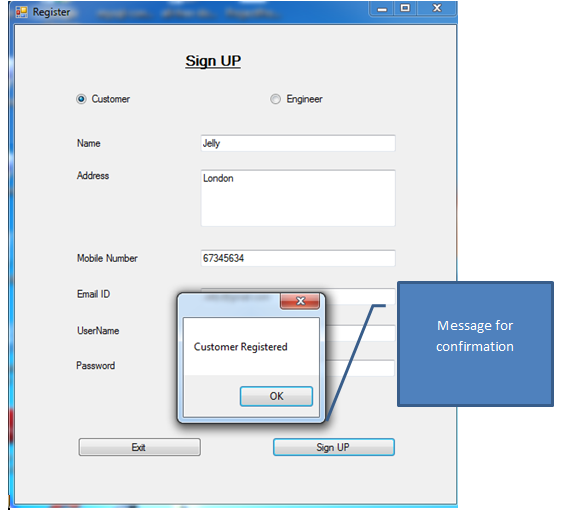 Register
Sign UP
Customer
Engineer
Name
Jelly
Address
London
Mobile Number
67345634
Email ID
UserName
Password
Customer Registered
OK
Message for
confirmation
Exit
Sign UP